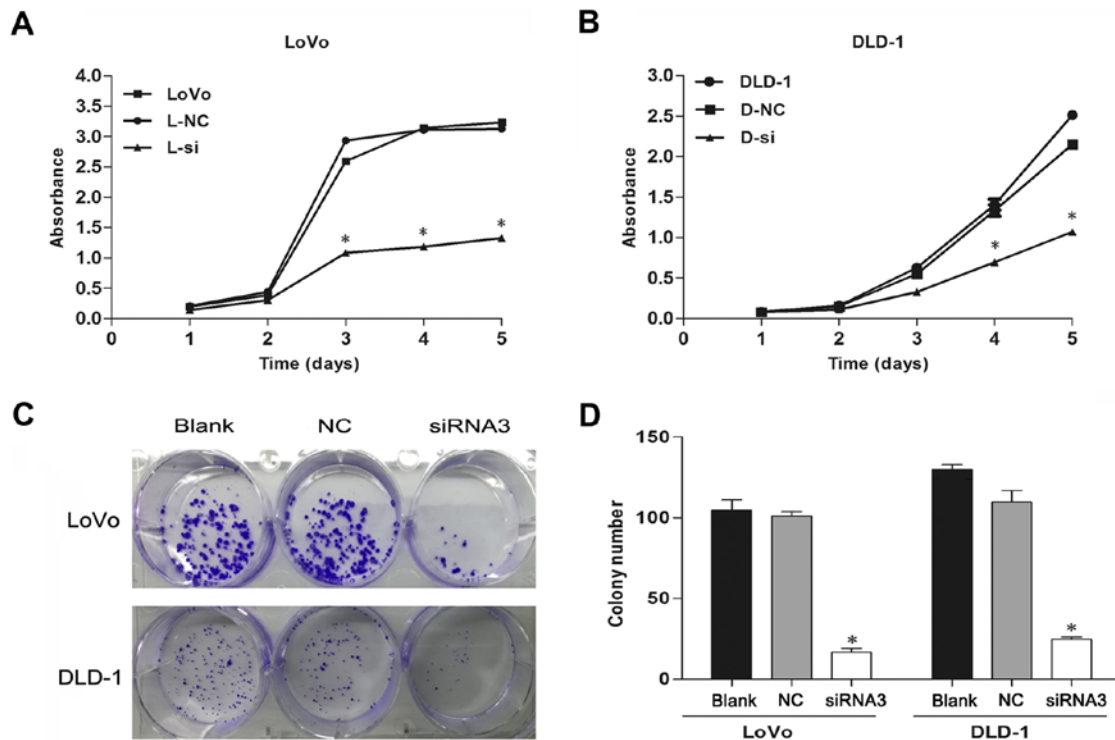 A
LoVo
4.0
3.5
3.0
2.5
2.0
1.5
1.0
0.5
0.0
Absorbance
LoVo
L-NC
L-si
* * *
0 1 2 3 4 5
Time (days)
B
DLD-1
3.0
2.5
2.0
1.5
1.0
0.5
0.0
Absorbance
DLD-1
D-NC
D-si
* *
0 1 2 3 4 5
Time (days)
C
Blank NC siRNA3
LoVo
DLD-1
D
150
100
50
0
Colony number
* *
Blank NC siRNA3 Blank NC siRNA3
LoVo DLD-1